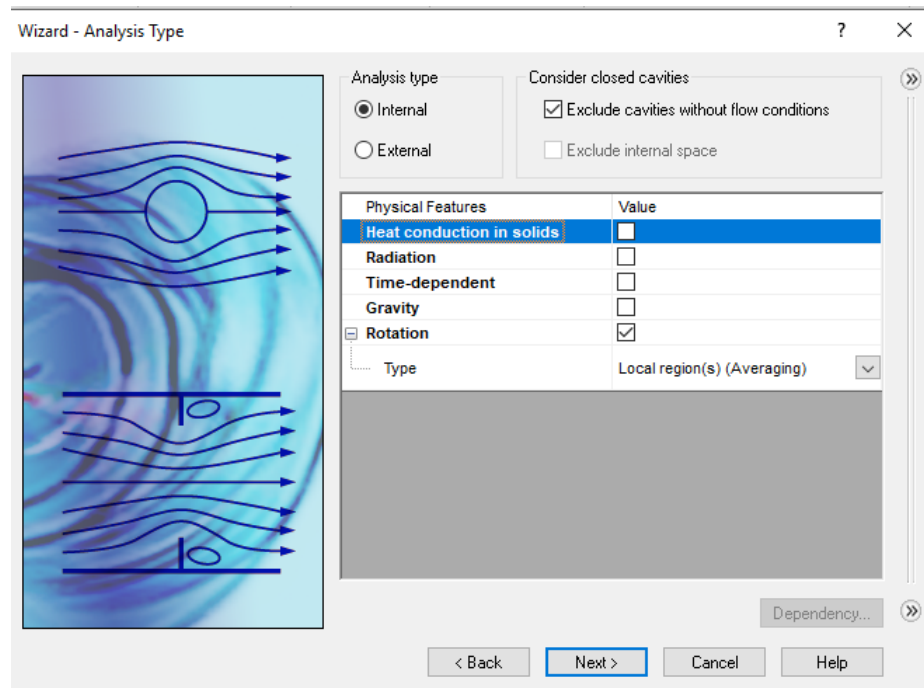 Wizard - Analysis Type
?
Analysis type
Consider closed cavities
Internal
Exclude cavities without flow conditions
External
Exclude internal space
Physical Features Value
Heat conduction in solids
Radiation
Time-dependent
Gravity
Rotation
Type Local region(s) (Averaging)
Dependency...
< Back Next > Cancel Help